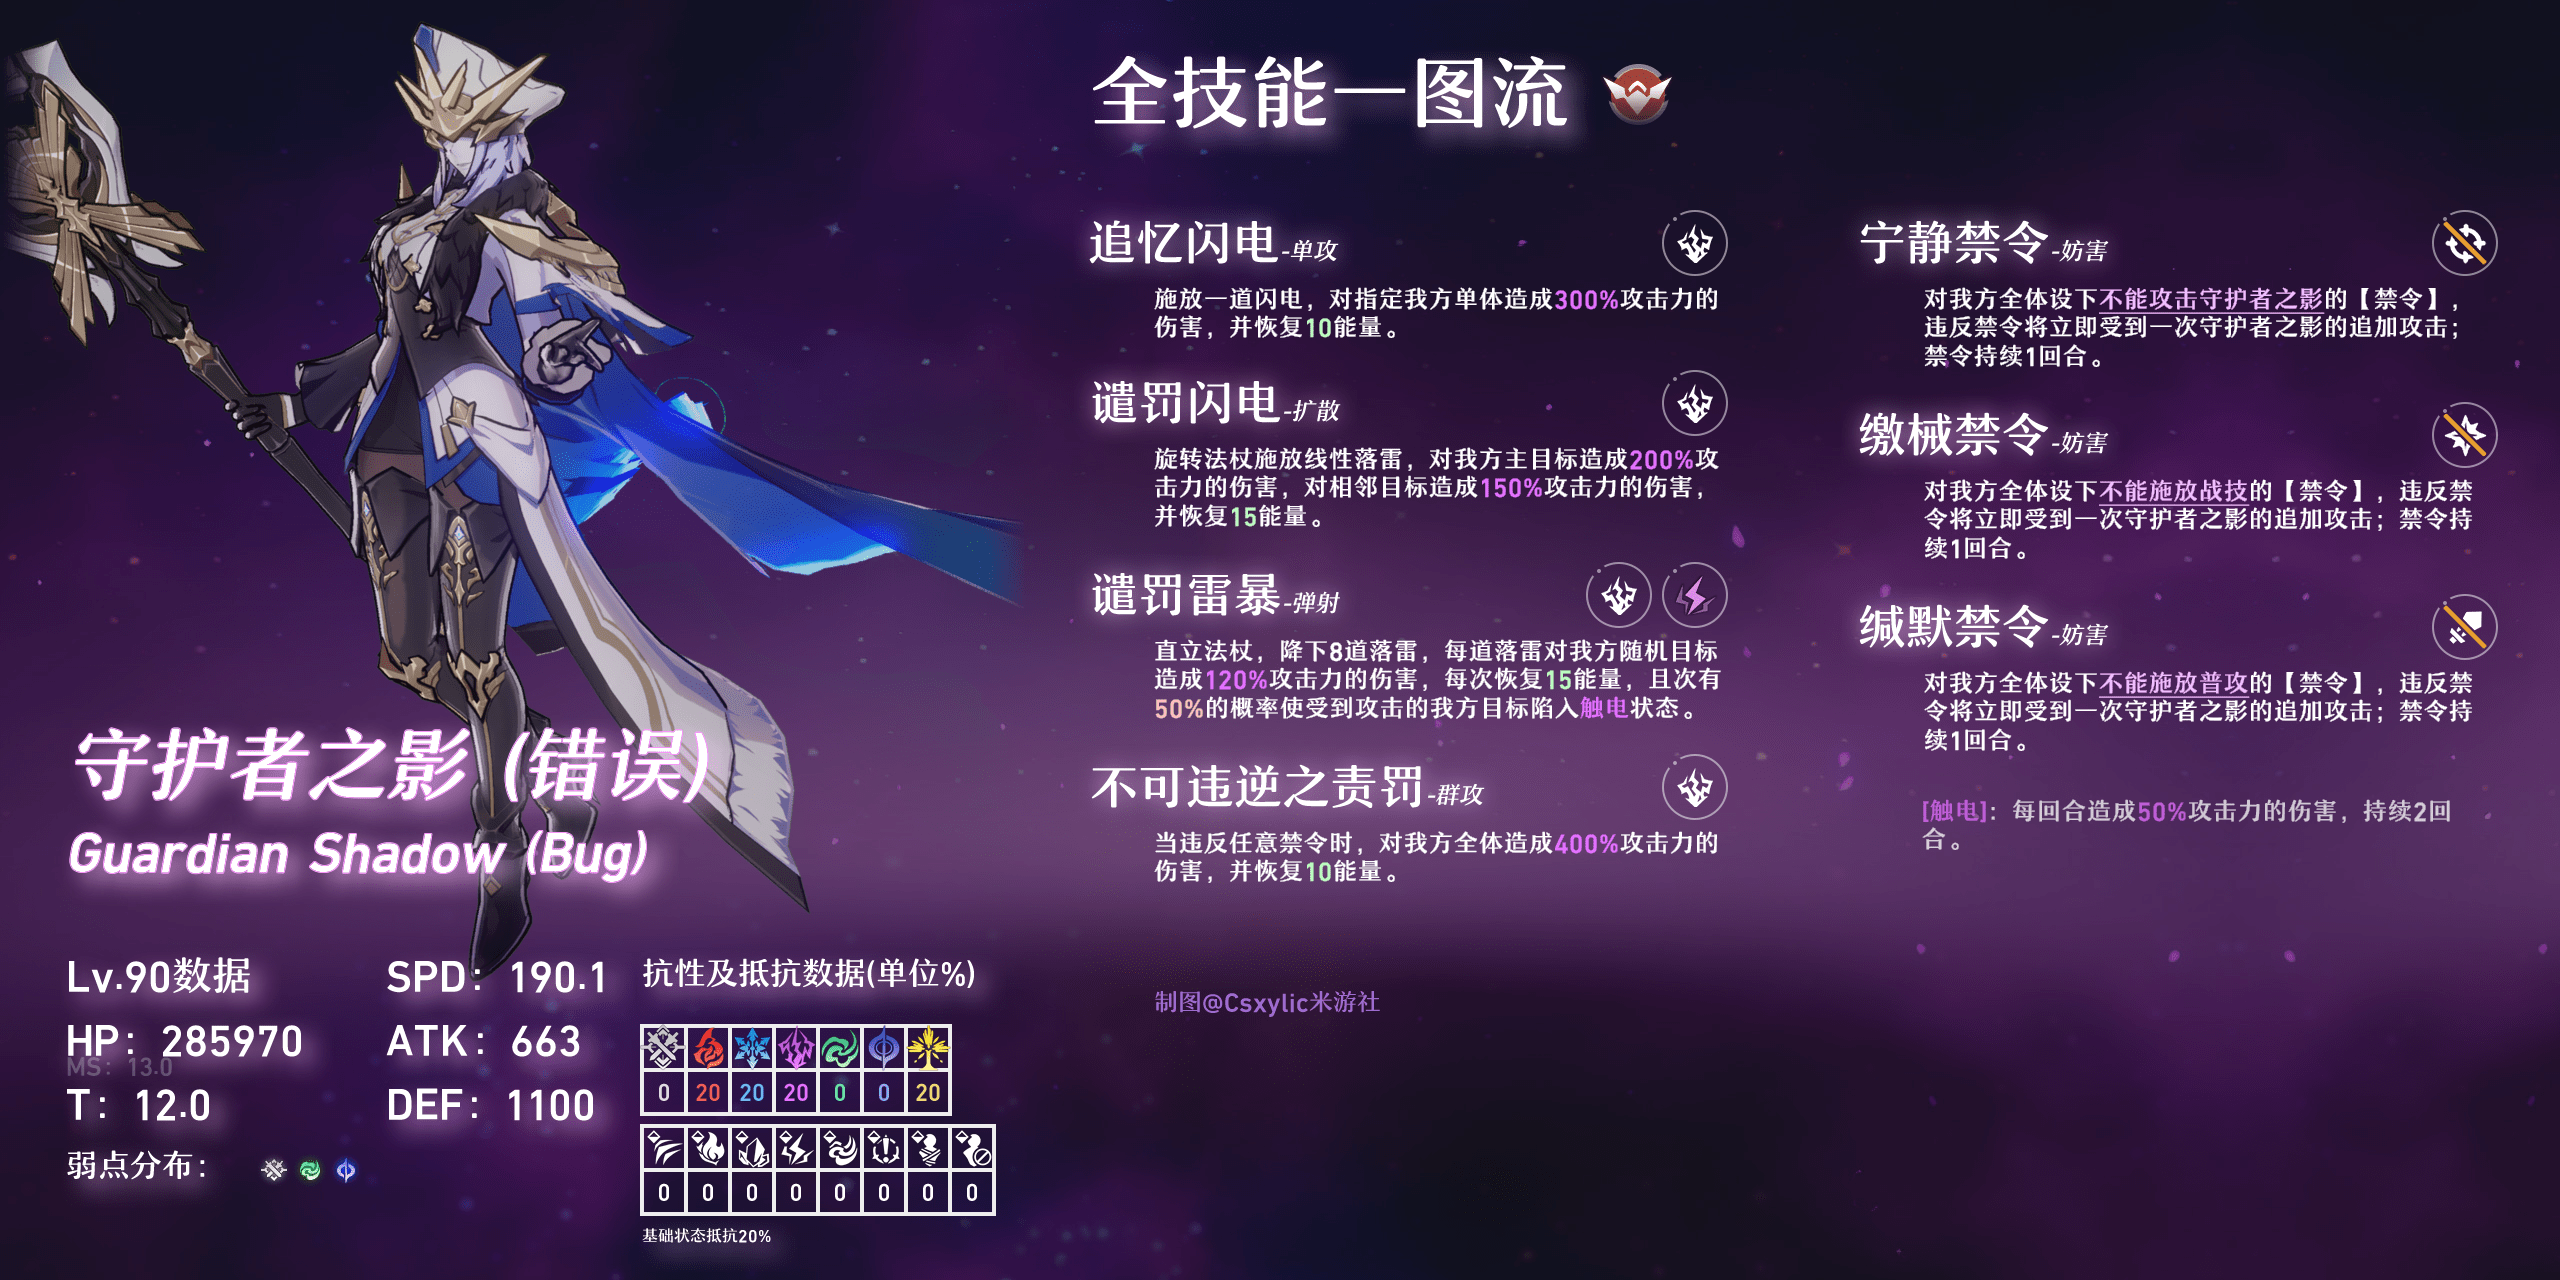 全技能一图流
追忆闪电-单攻
施放一道闪电，对指定我方单体造成300%攻击力的
伤害，并恢复10能量。
谴罚闪电-扩散
旋转法杖施放线性落雷，对我方主目标造成200%攻
击力的伤害，对相邻目标造成150%攻击力的伤害，
并恢复15能量。
谴罚雷暴-弹射
直立法杖，降下8道落雷，每道落雷对我方随机目标
造成120%攻击力的伤害，每次恢复15能量，且次有
50%的概率使受到攻击的我方目标陷入触电状态。
不可违逆之责罚-群攻
当违反任意禁令时，对我方全体造成400%攻击力的
伤害，并恢复10能量。
制图@Csxylic米游社
宁静禁令-妨害
对我方全体设下不能攻击守护者之影的【禁令】，
违反禁令将立即受到一次守护者之影的追加攻击；
禁令持续1回合。
缴械禁令-妨害
对我方全体设下不能施放战技的【禁令】，违反禁
令将立即受到一次守护者之影的追加攻击；禁令持
续1回合。
缄默禁令-妨害
对我方全体设下不能施放普攻的【禁令】，违反禁
令将立即受到一次守护者之影的追加攻击；禁令持
续1回合。
[触电]：每回合造成50%攻击力的伤害，持续2回
合。
守护者之影 (错误)
Guardian Shadow (Bug)
Lv.90数据
SPD：190.1
HP：285970
ATK：663
MS：13.0
T：12.0
DEF：1100
弱点分布：
抗性及抵抗数据(单位%)
0 20 20 20 0 0 20
0 0 0 0 0 0 0 0
基础状态抵抗20%